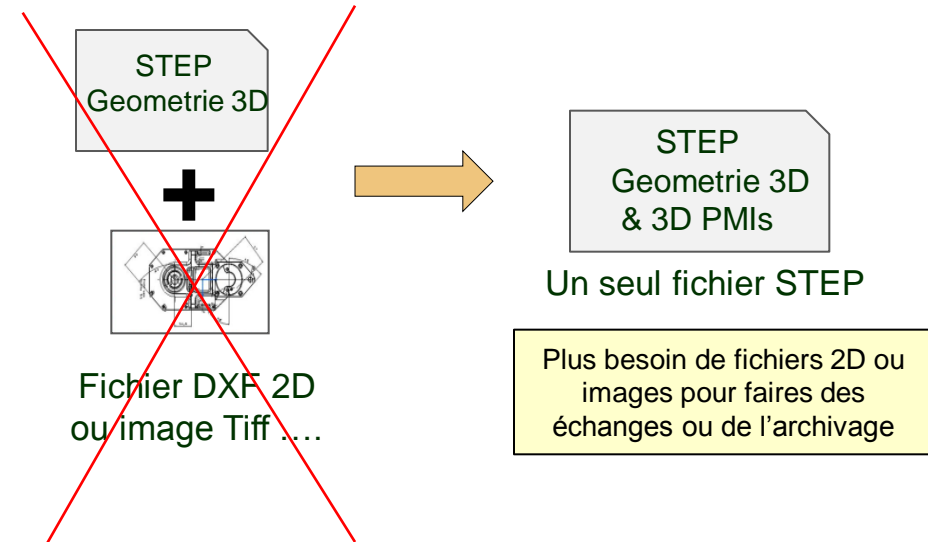 STEP
Geometrie 3D
Fichier DXF 2D
ou image Tiff ....
STEP
Geometrie 3D
& 3D PMIs
Un seul fichier STEP
Plus besoin de fichiers 2D ou
images pour faires des
échanges ou de l’archivage